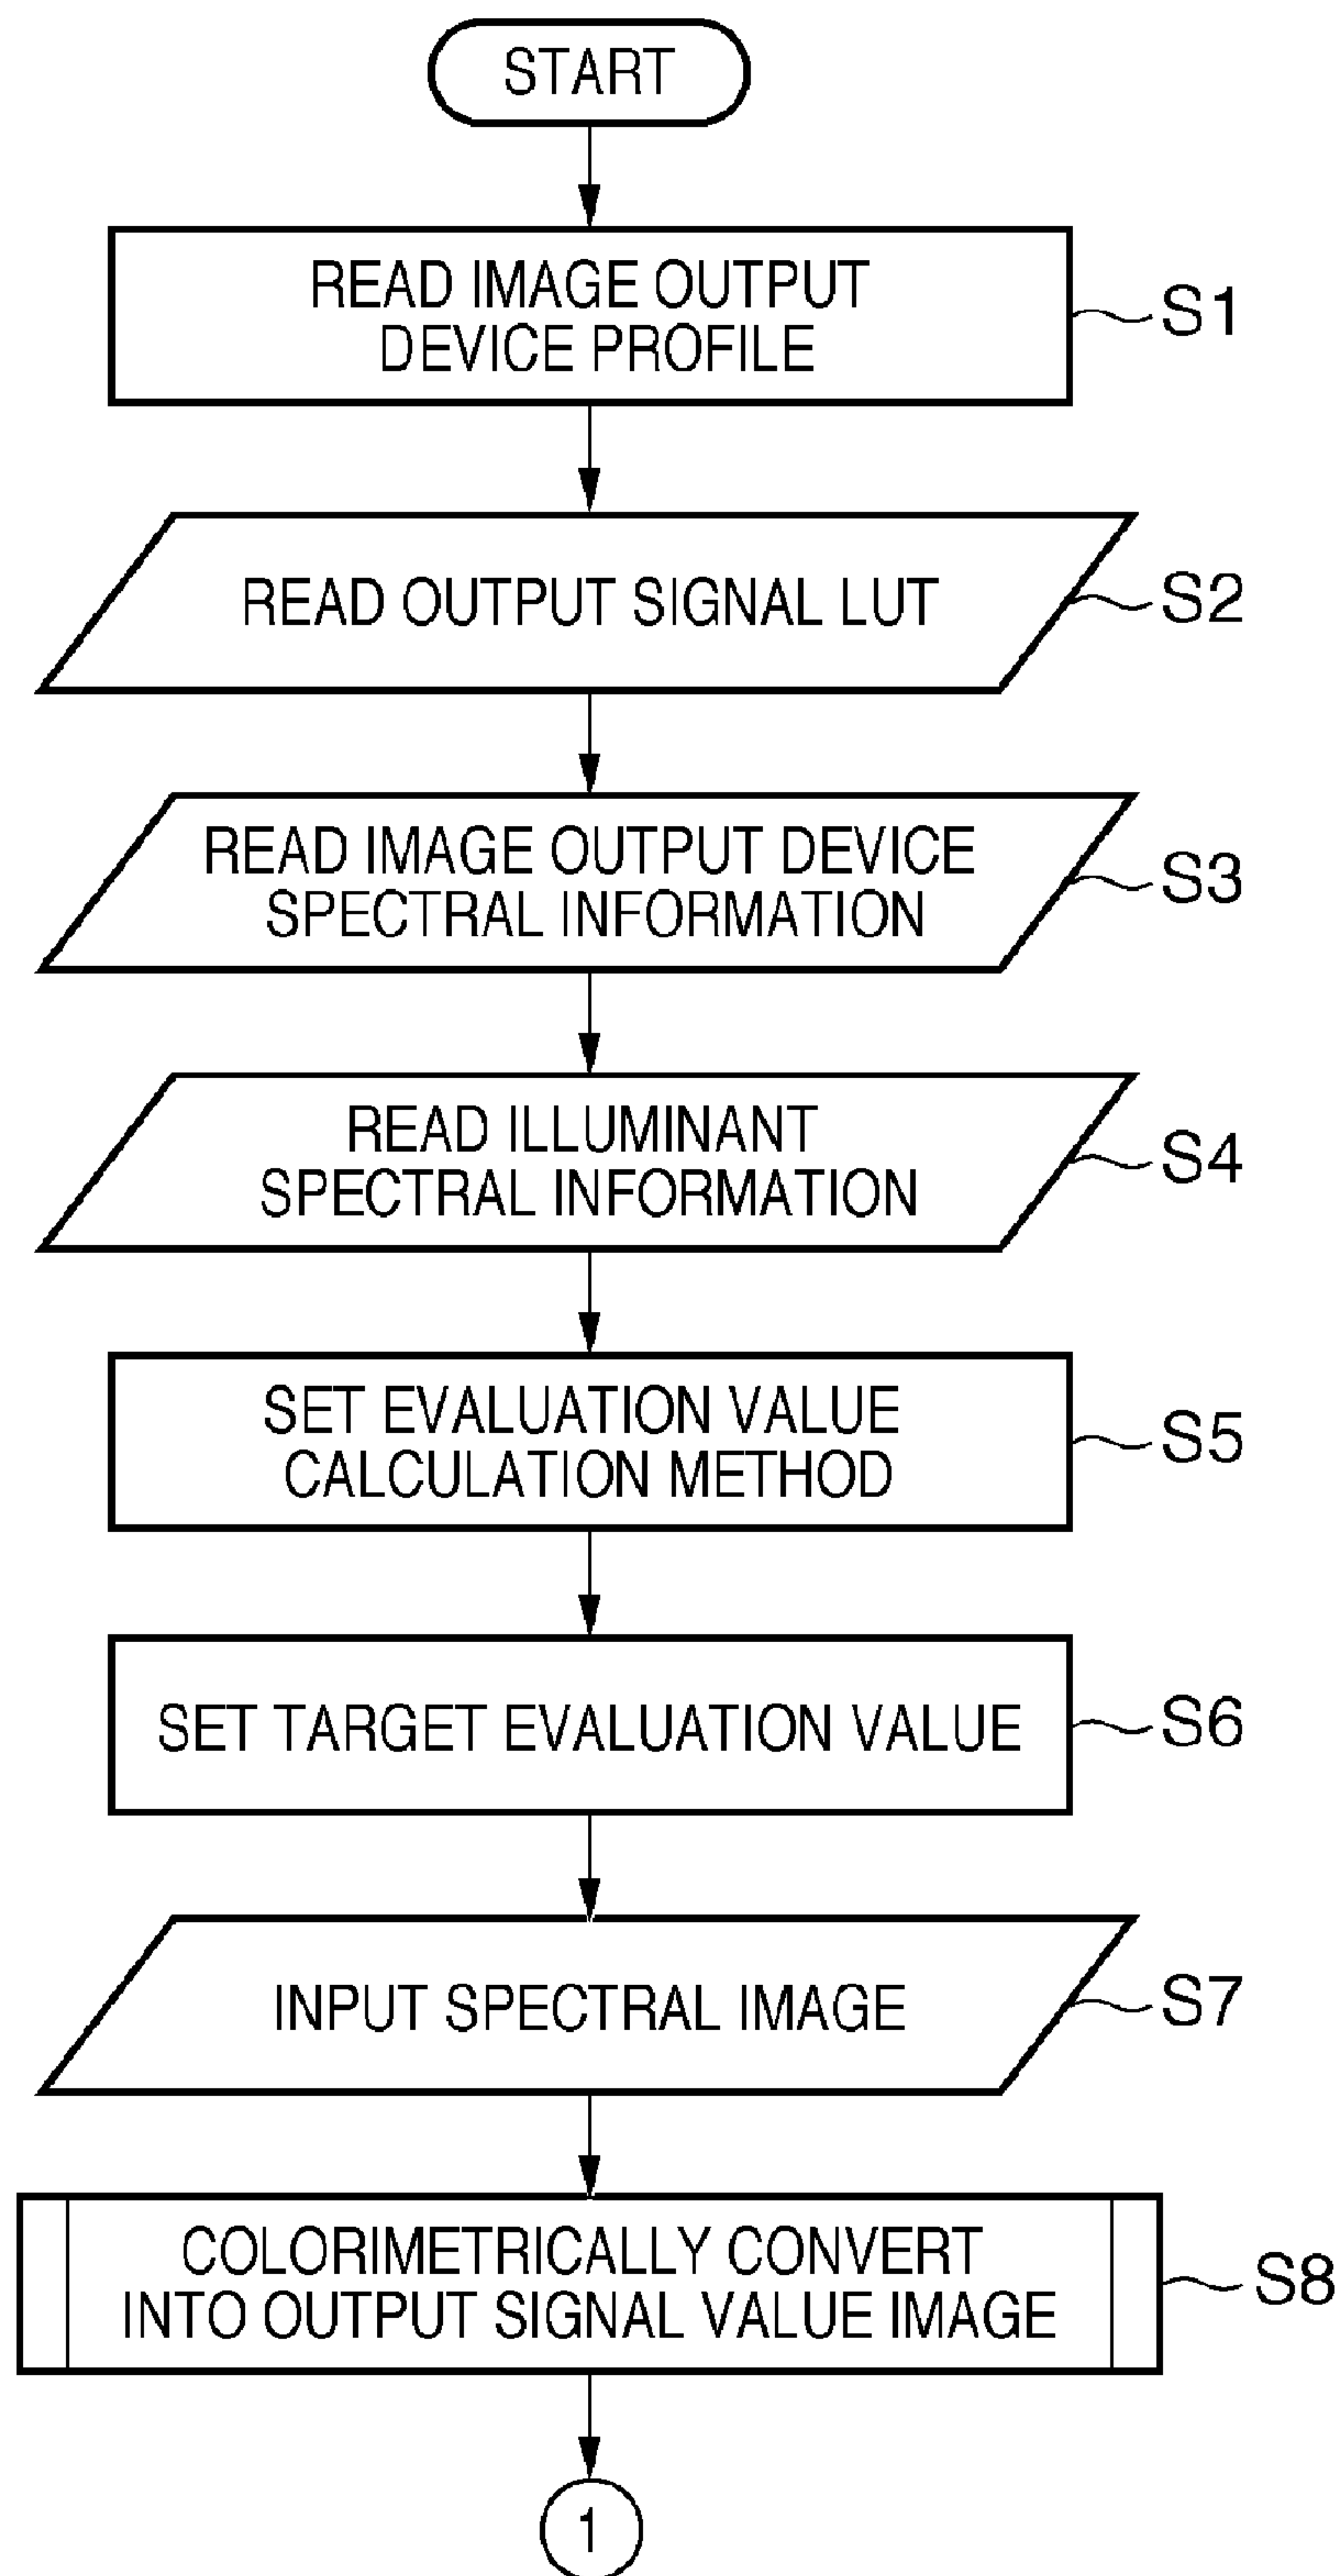 START
READ IMAGE OUTPUT
DEVICE PROFILE
S1
READ OUTPUT SIGNAL LUT
S2
READ IMAGE OUTPUT DEVICE
SPECTRAL INFORMATION
S3
READ ILLUMINANT
SPECTRAL INFORMATION
S4
SET EVALUATION VALUE
CALCULATION METHOD
S5
SET TARGET EVALUATION VALUE
S6
INPUT SPECTRAL IMAGE
S7
COLORIMETRICALLY CONVERT
INTO OUTPUT SIGNAL VALUE IMAGE
S8
1